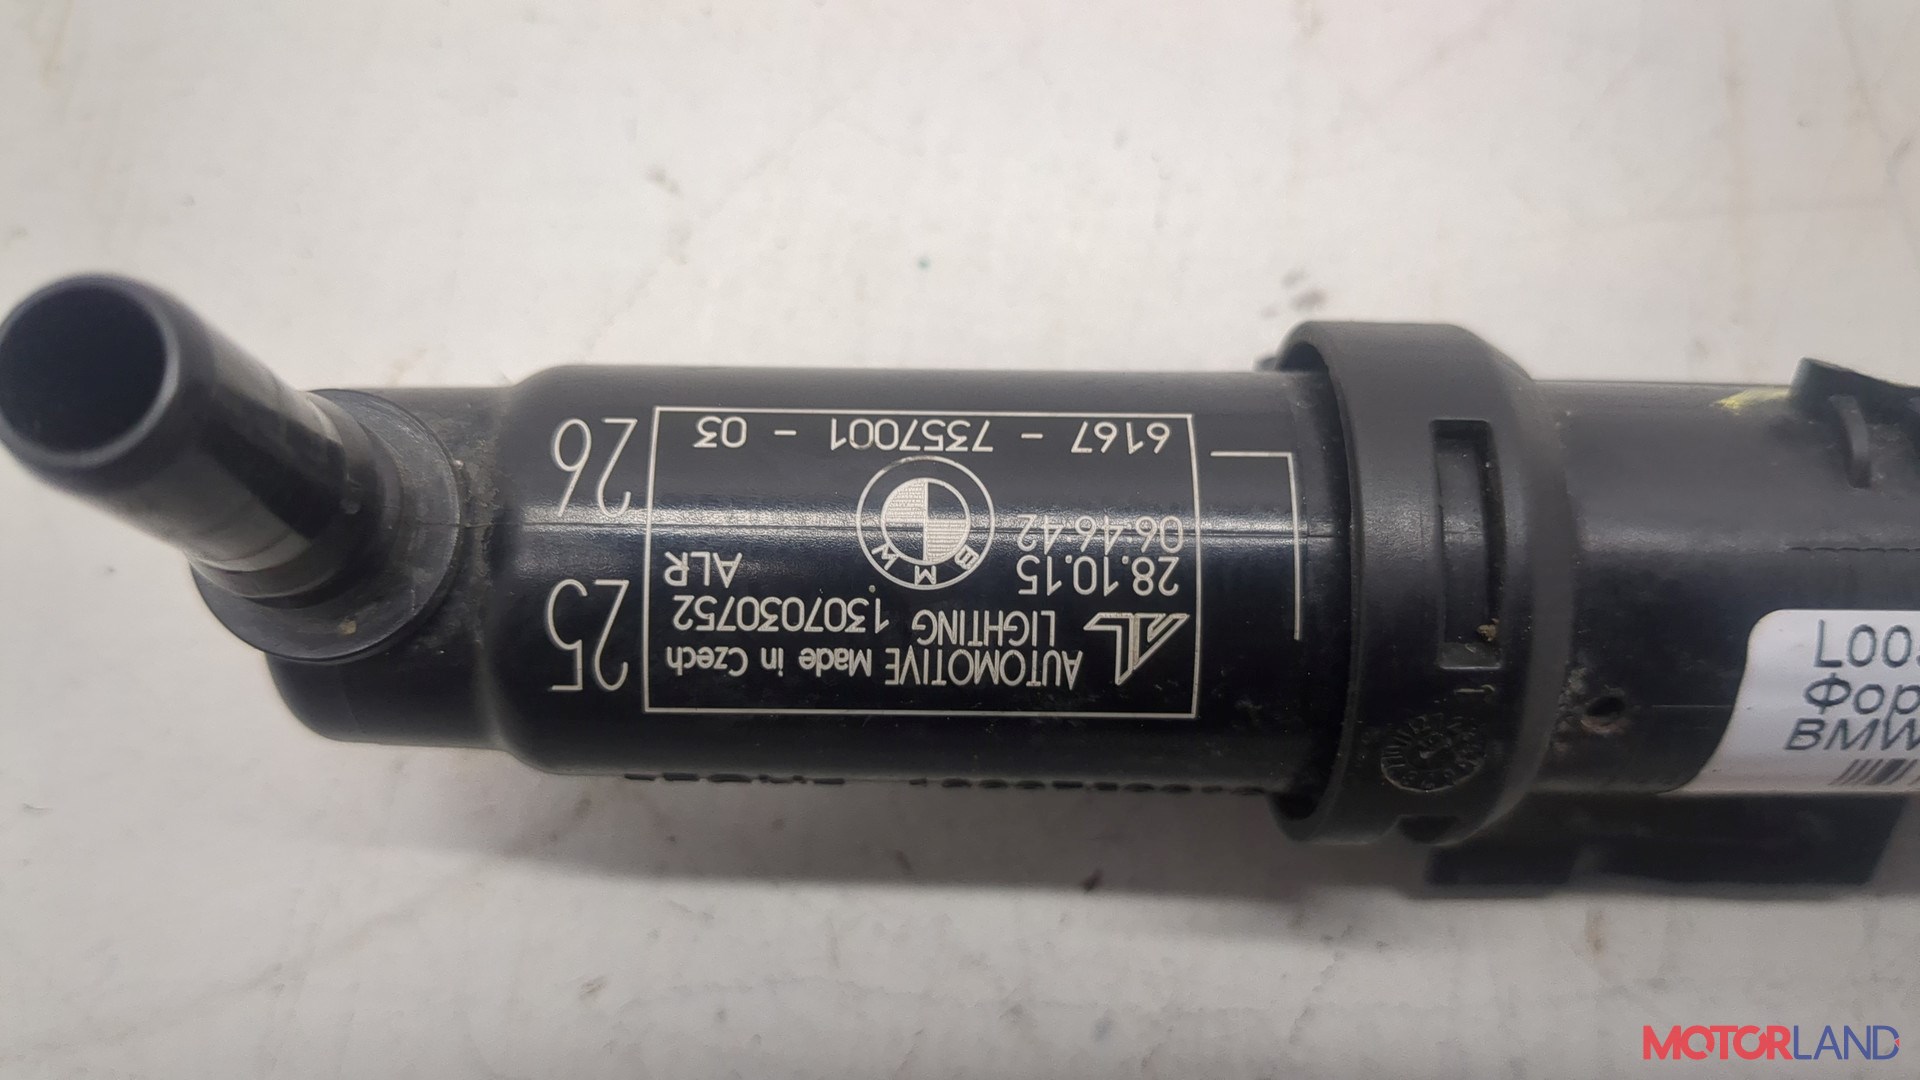 AUTOMOTIVE Made in Czech
LIGHTING 1307030752
28.10.15 ALR
06:46:42
BMW
6167 - 7357001 - 03
25
26
L00
Фор
BMW
MOTORLAND